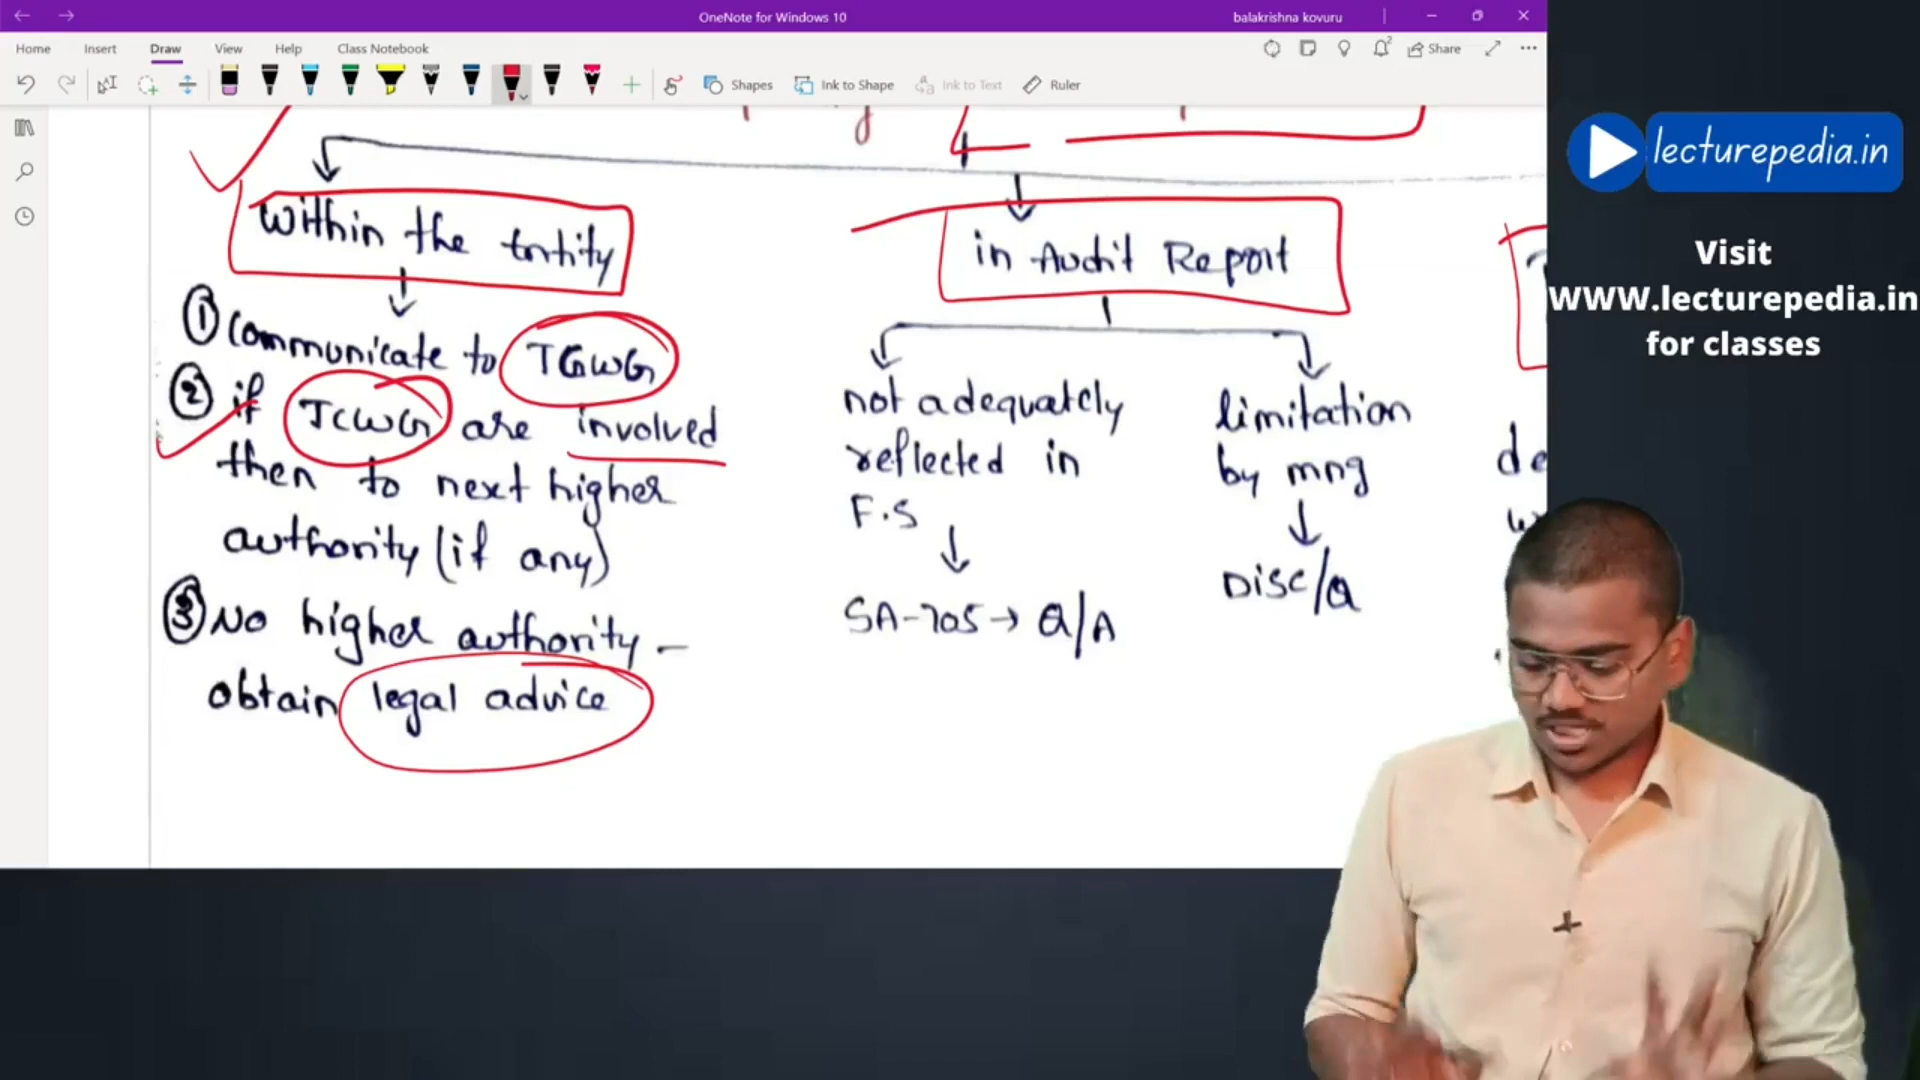 OneNote for Windows 10
balakrishna kovuru
Home Insert Draw View Help Class Notebook
Share
Shapes Ink to Shape Ink to Text Ruler
lecturepedia.in
Visit
WWW.lecturepedia.in
for classes
within the Entity
① Communicate to TCWG
② if TCWG are involved
then to next higher
authority (if any)
③ No higher authority -
obtain legal advice
in Audit Report
not adequately
reflected in
F.S
SA-705 → Q/A
limitation
by mng
Disc/Q
de